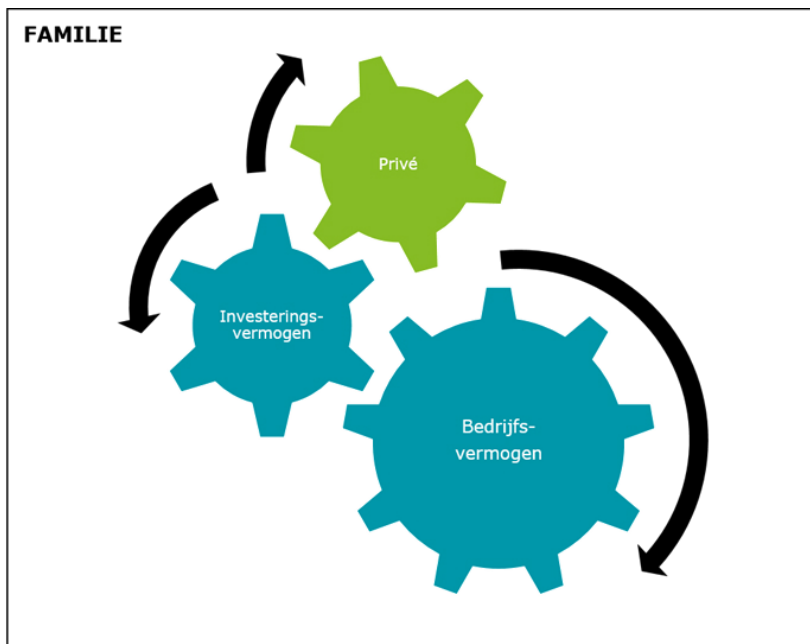 FAMILIE
Privé
Investerings-
vermogen
Bedrijfs-
vermogen